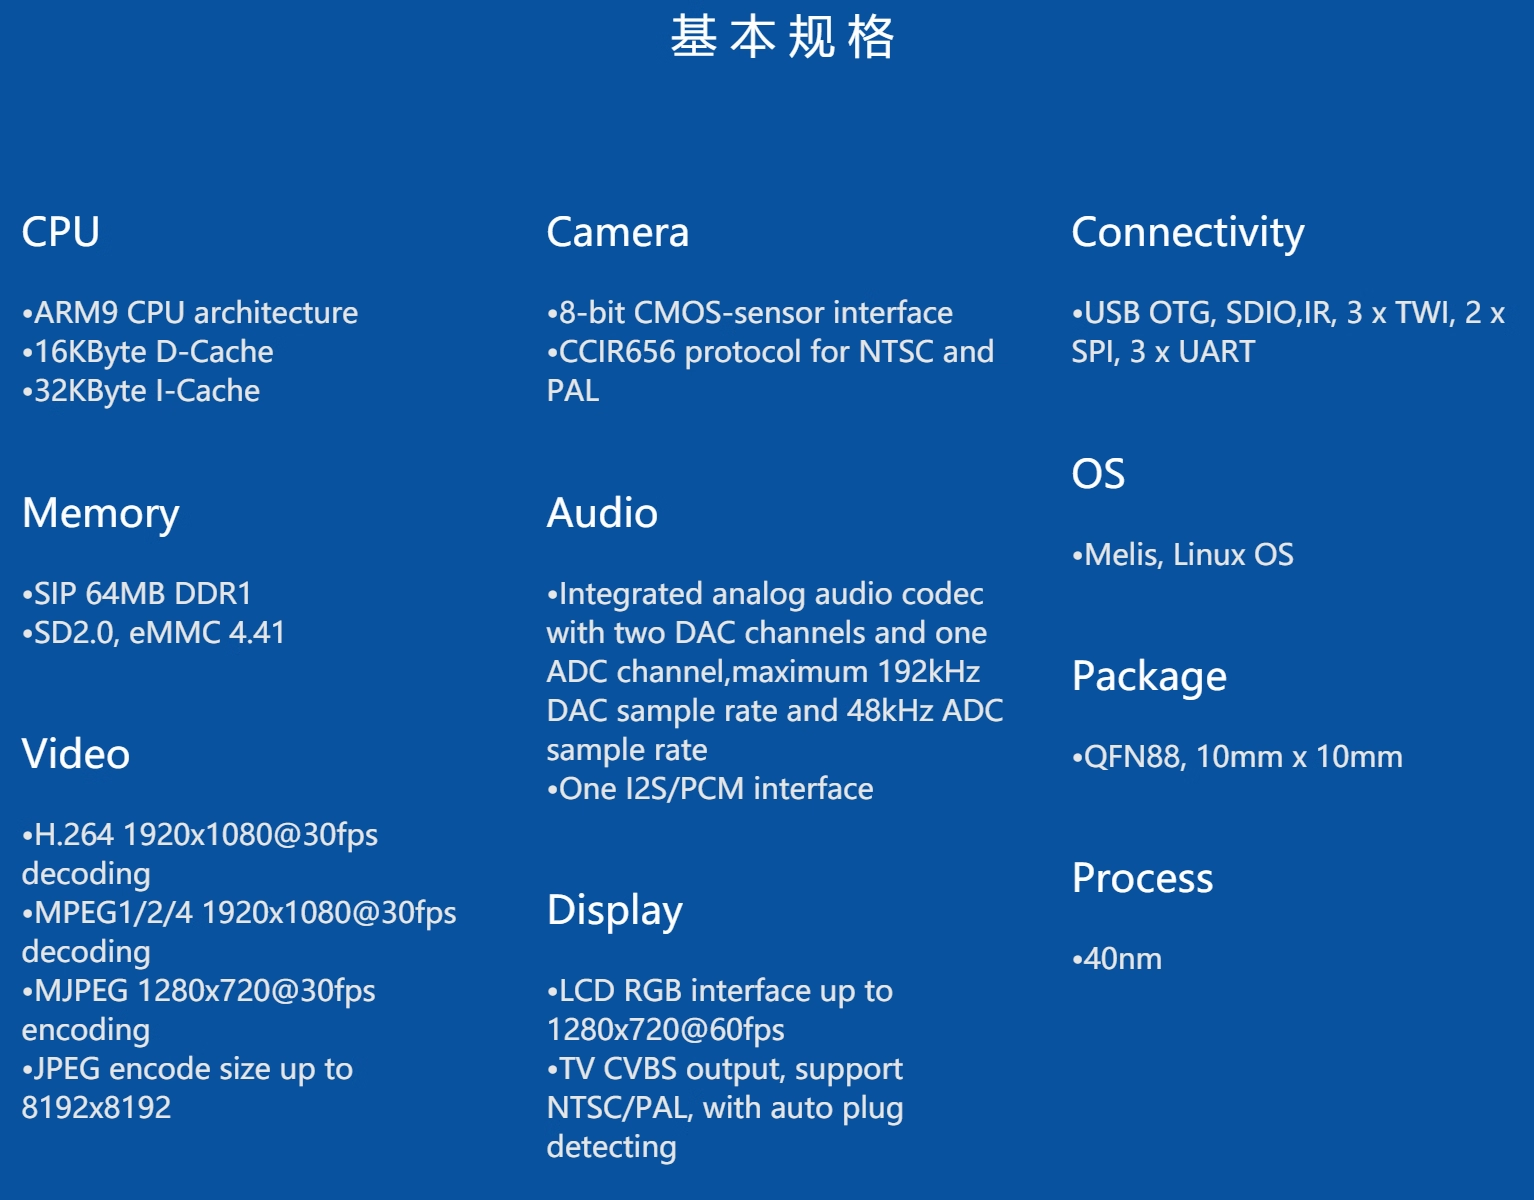 基本规格
CPU
•ARM9 CPU architecture
•16KByte D-Cache
•32KByte I-Cache
Memory
•SIP 64MB DDR1
•SD2.0, eMMC 4.41
Video
•H.264 1920x1080@30fps
decoding
•MPEG1/2/4 1920x1080@30fps
decoding
•MJPEG 1280x720@30fps
encoding
•JPEG encode size up to
8192x8192
Camera
•8-bit CMOS-sensor interface
•CCIR656 protocol for NTSC and
PAL
Audio
•Integrated analog audio codec
with two DAC channels and one
ADC channel,maximum 192kHz
DAC sample rate and 48kHz ADC
sample rate
•One I2S/PCM interface
Display
•LCD RGB interface up to
1280x720@60fps
•TV CVBS output, support
NTSC/PAL, with auto plug
detecting
Connectivity
•USB OTG, SDIO,IR, 3 x TWI, 2 x
SPI, 3 x UART
OS
•Melis, Linux OS
Package
•QFN88, 10mm x 10mm
Process
•40nm